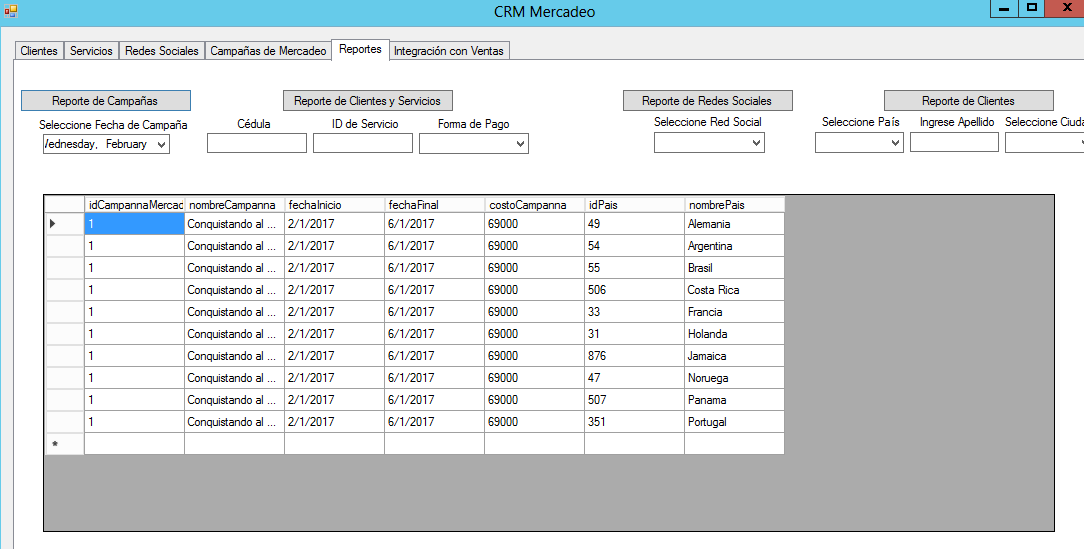 CRM Mercadeo
Clientes Servicios Redes Sociales Campañas de Mercadeo Reportes Integración con Ventas
Reporte de Campañas Reporte de Clientes y Servicios Reporte de Redes Sociales Reporte de Clientes
Seleccione Fecha de Campaña Cédula ID de Servicio Forma de Pago Seleccione Red Social Seleccione País Ingrese Apellido Seleccione Ciuda
Wednesday, February
idCampannaMercad nombreCampanna fechaInicio fechaFinal costoCampanna idPais nombrePais
1 Conquistando al ... 2/1/2017 6/1/2017 69000 49 Alemania
1 Conquistando al ... 2/1/2017 6/1/2017 69000 54 Argentina
1 Conquistando al ... 2/1/2017 6/1/2017 69000 55 Brasil
1 Conquistando al ... 2/1/2017 6/1/2017 69000 506 Costa Rica
1 Conquistando al ... 2/1/2017 6/1/2017 69000 33 Francia
1 Conquistando al ... 2/1/2017 6/1/2017 69000 31 Holanda
1 Conquistando al ... 2/1/2017 6/1/2017 69000 876 Jamaica
1 Conquistando al ... 2/1/2017 6/1/2017 69000 47 Noruega
1 Conquistando al ... 2/1/2017 6/1/2017 69000 507 Panama
1 Conquistando al ... 2/1/2017 6/1/2017 69000 351 Portugal